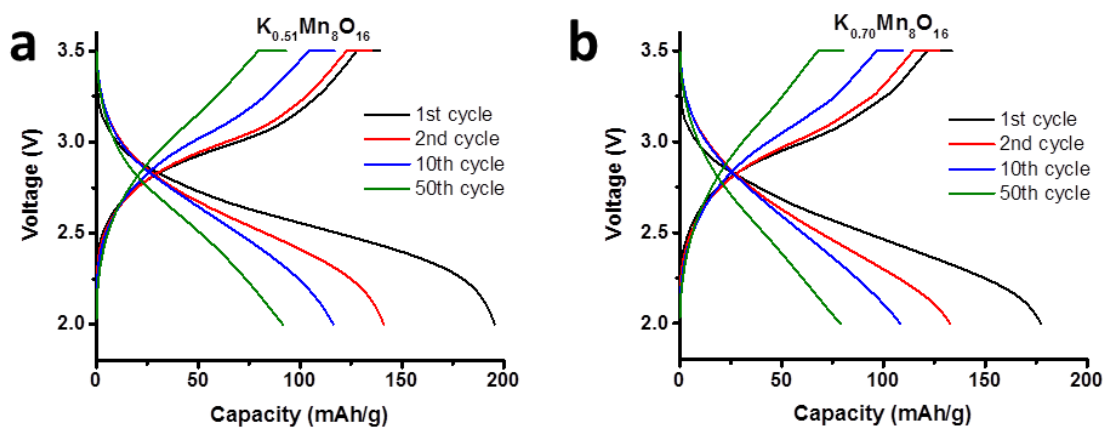 a
K0.51Mn8O16
3.5
3.0
2.5
2.0
Voltage (V)
1st cycle
2nd cycle
10th cycle
50th cycle
0
50
100
150
200
Capacity (mAh/g)
b
K0.70Mn8O16
3.5
3.0
2.5
2.0
Voltage (V)
1st cycle
2nd cycle
10th cycle
50th cycle
0
50
100
150
200
Capacity (mAh/g)